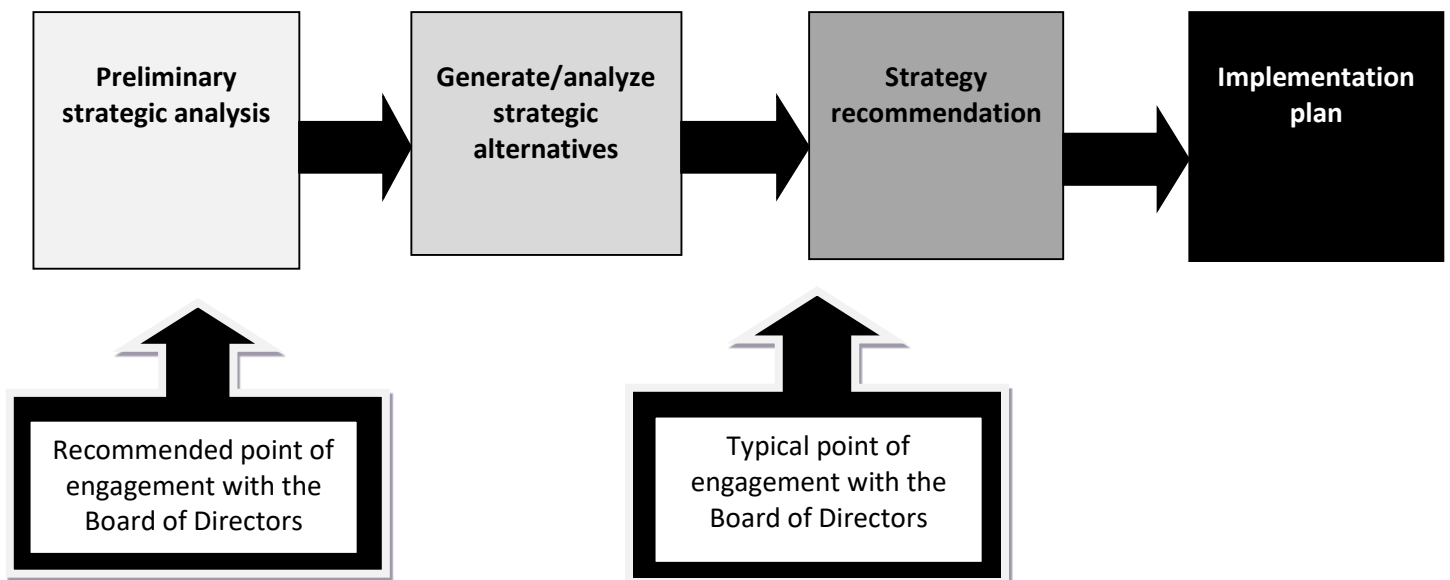 Preliminary
strategic analysis
Generate/analyze
strategic
alternatives
Strategy
recommendation
Implementation
plan
Recommended point of
engagement with the
Board of Directors
Typical point of
engagement with the
Board of Directors